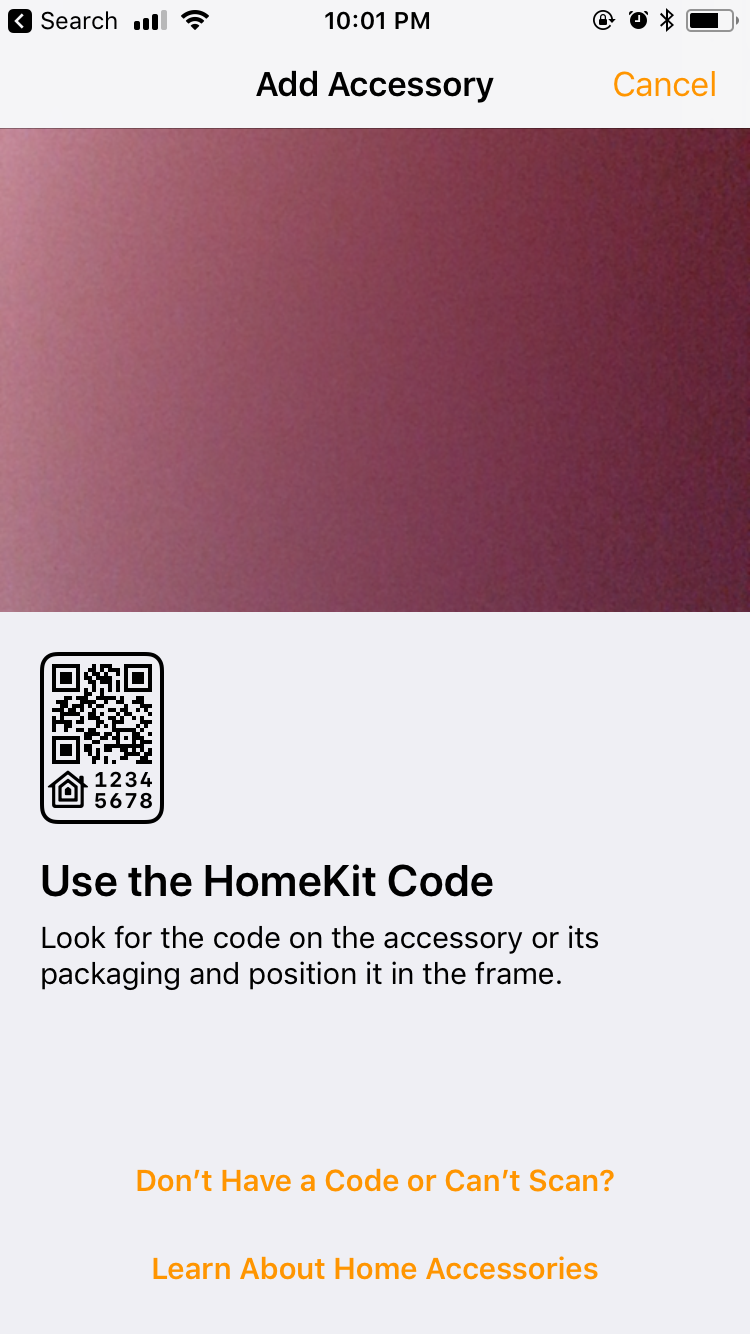 Search
10:01 PM
Add Accessory
Cancel
1234
5678
Use the HomeKit Code
Look for the code on the accessory or its
packaging and position it in the frame.
Don’t Have a Code or Can’t Scan?
Learn About Home Accessories